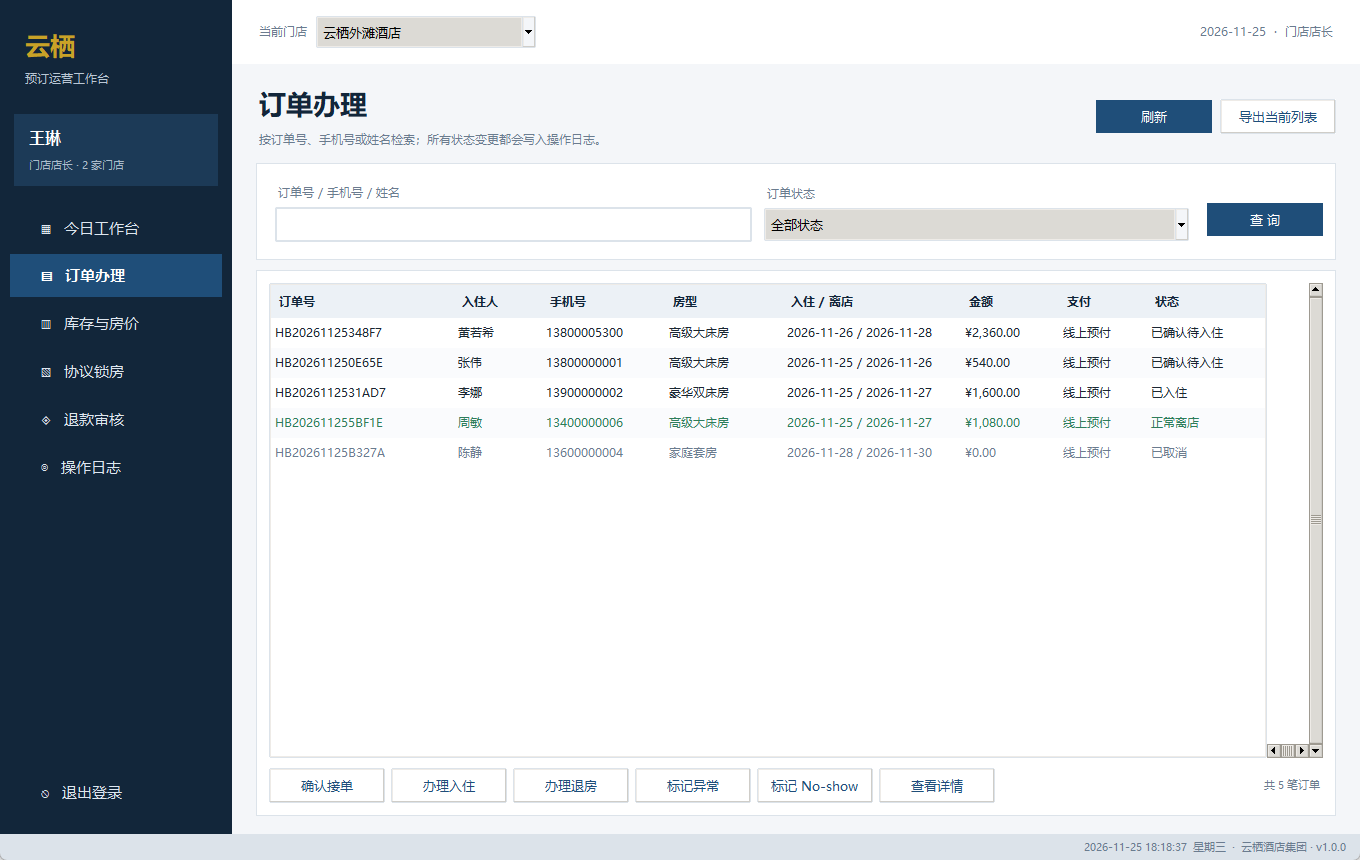 云栖
预订运营工作台
王琳
门店店长 · 2 家门店
今日工作台
订单办理
库存与房价
协议锁房
退款审核
操作日志
退出登录
当前门店 云栖外滩酒店 2026-11-25 · 门店店长
订单办理
按订单号、手机号或姓名检索；所有状态变更都会写入操作日志。
刷新 导出当前列表
订单号 / 手机号 / 姓名 订单状态
全部状态 查 询
订单号 入住人 手机号 房型 入住 / 离店 金额 支付 状态
HB20261125348F7 黄若希 13800005300 高级大床房 2026-11-26 / 2026-11-28 ¥2,360.00 线上预付 已确认待入住
HB202611250E65E 张伟 13800000001 高级大床房 2026-11-25 / 2026-11-26 ¥540.00 线上预付 已确认待入住
HB2026112531AD7 李娜 13900000002 豪华双床房 2026-11-25 / 2026-11-27 ¥1,600.00 线上预付 已入住
HB202611255BF1E 周敏 13400000006 高级大床房 2026-11-25 / 2026-11-27 ¥1,080.00 线上预付 正常离店
HB20261125B327A 陈静 13600000004 家庭套房 2026-11-28 / 2026-11-30 ¥0.00 线上预付 已取消
确认接单 办理入住 办理退房 标记异常 标记 No-show 查看详情 共 5 笔订单
2026-11-25 18:18:37 星期三 · 云栖酒店集团 · v1.0.0